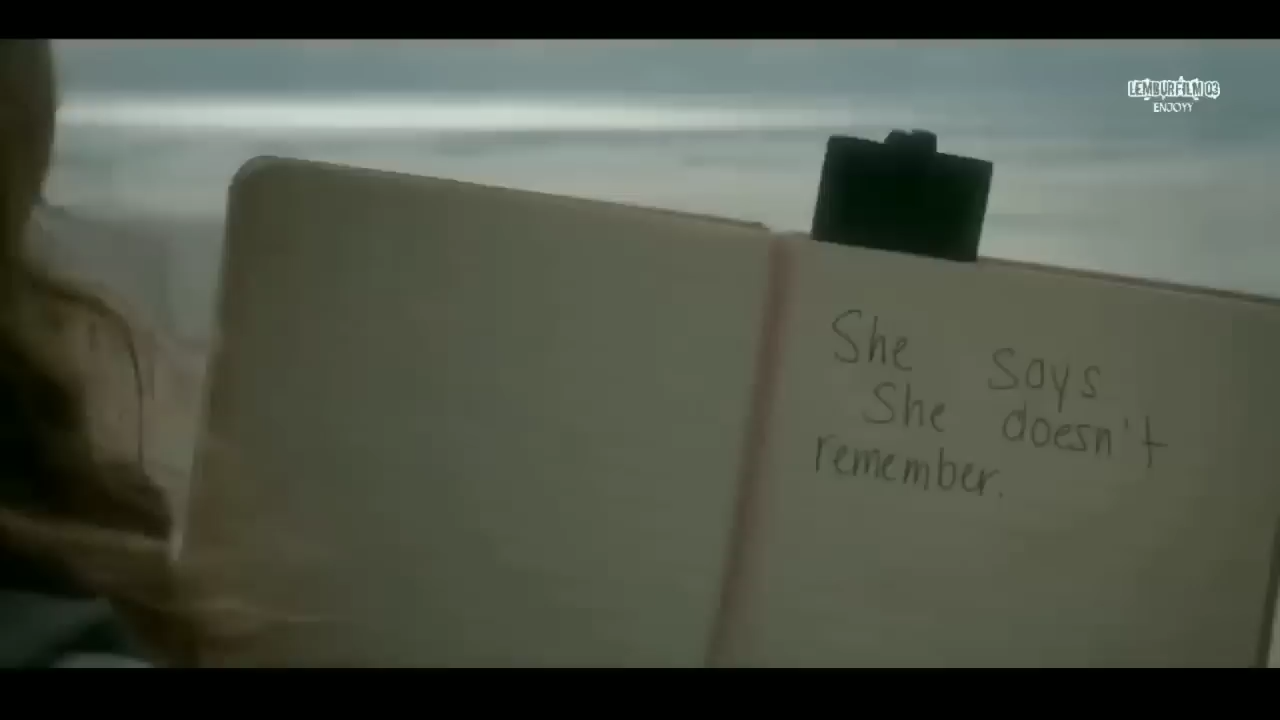 LEMBURFILM 03
ENJOYY
She says
She doesn't
remember.